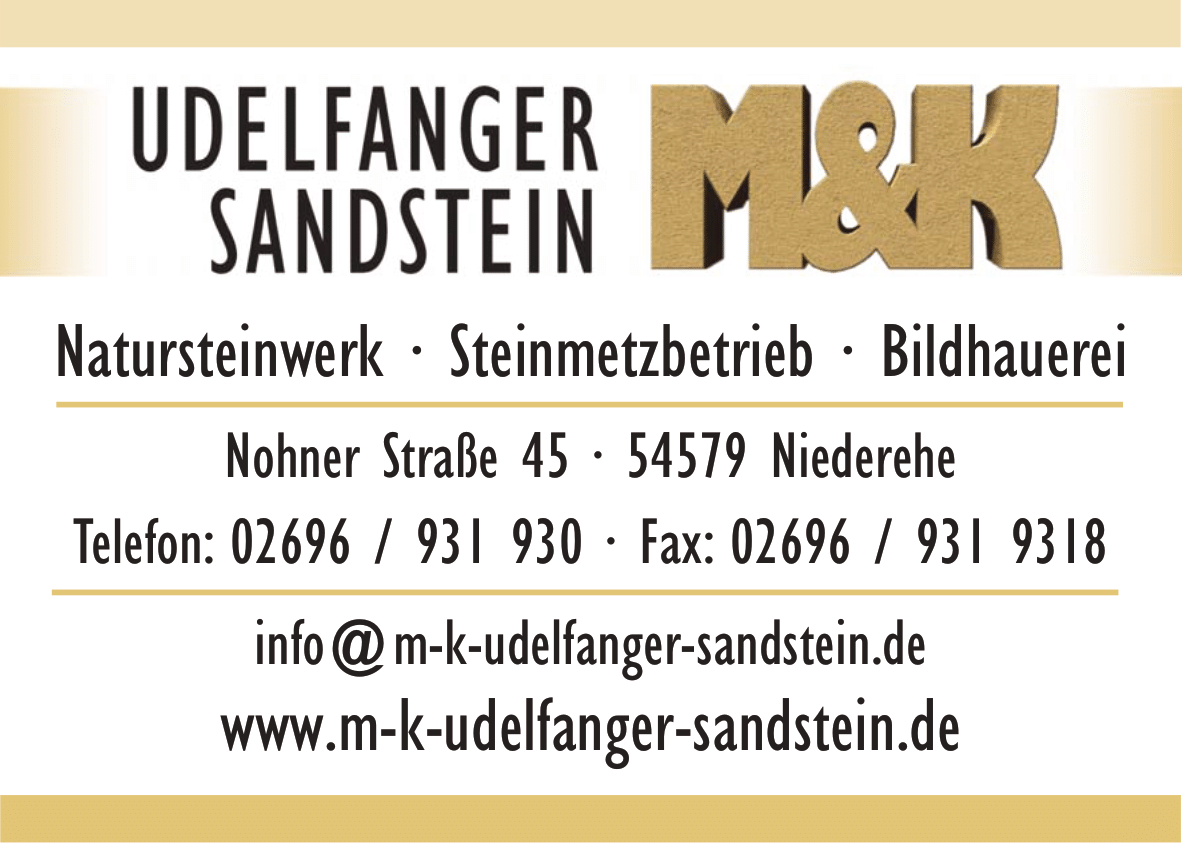 UDELFANGER
SANDSTEIN
M&K
Natursteinwerk · Steinmetzbetrieb · Bildhauerei
Nohner Straße 45 · 54579 Niederehe
Telefon: 02696 / 931 930 · Fax: 02696 / 931 9318
info@m-k-udelfanger-sandstein.de
www.m-k-udelfanger-sandstein.de